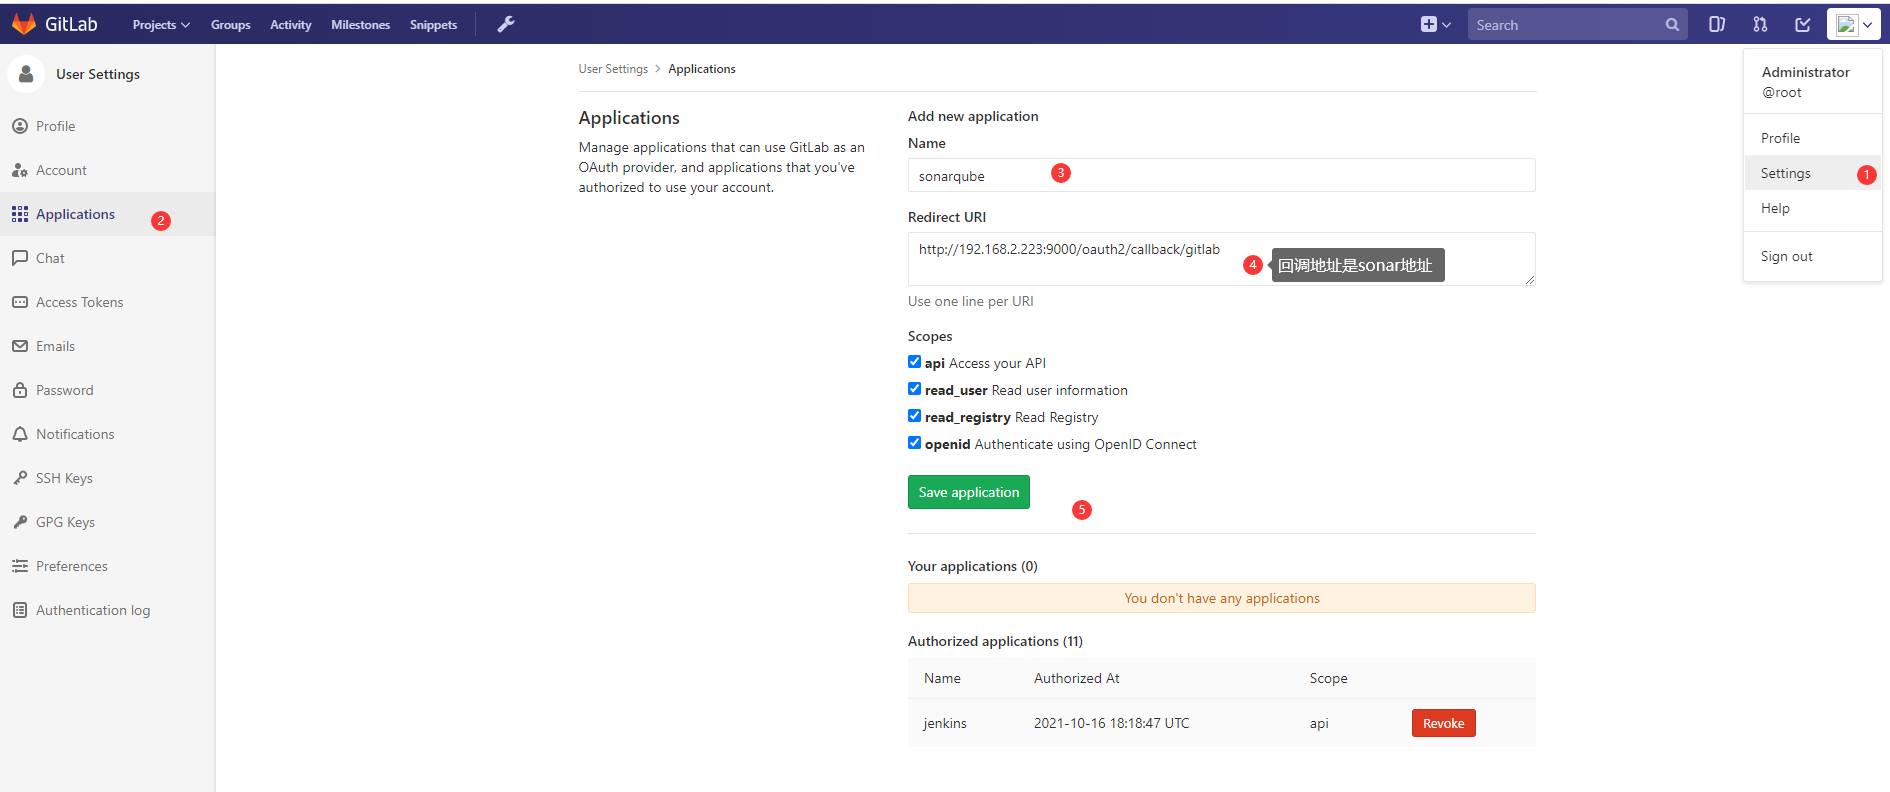 GitLab Projects Groups Activity Milestones Snippets Search
User Settings
Profile
Account
Applications 2
Chat
Access Tokens
Emails
Password
Notifications
SSH Keys
GPG Keys
Preferences
Authentication log
User Settings > Applications
Applications
Manage applications that can use GitLab as an
OAuth provider, and applications that you've
authorized to use your account.
Add new application
Name
sonarqube 3
Redirect URI
http://192.168.2.223:9000/oauth2/callback/gitlab
4 回调地址是sonar地址
Use one line per URI
Scopes
api Access your API
read_user Read user information
read_registry Read Registry
openid Authenticate using OpenID Connect
Save application
5
Your applications (0)
You don't have any applications
Authorized applications (11)
Name Authorized At Scope
jenkins 2021-10-16 18:18:47 UTC api Revoke
Administrator
@root
Profile
Settings 1
Help
Sign out